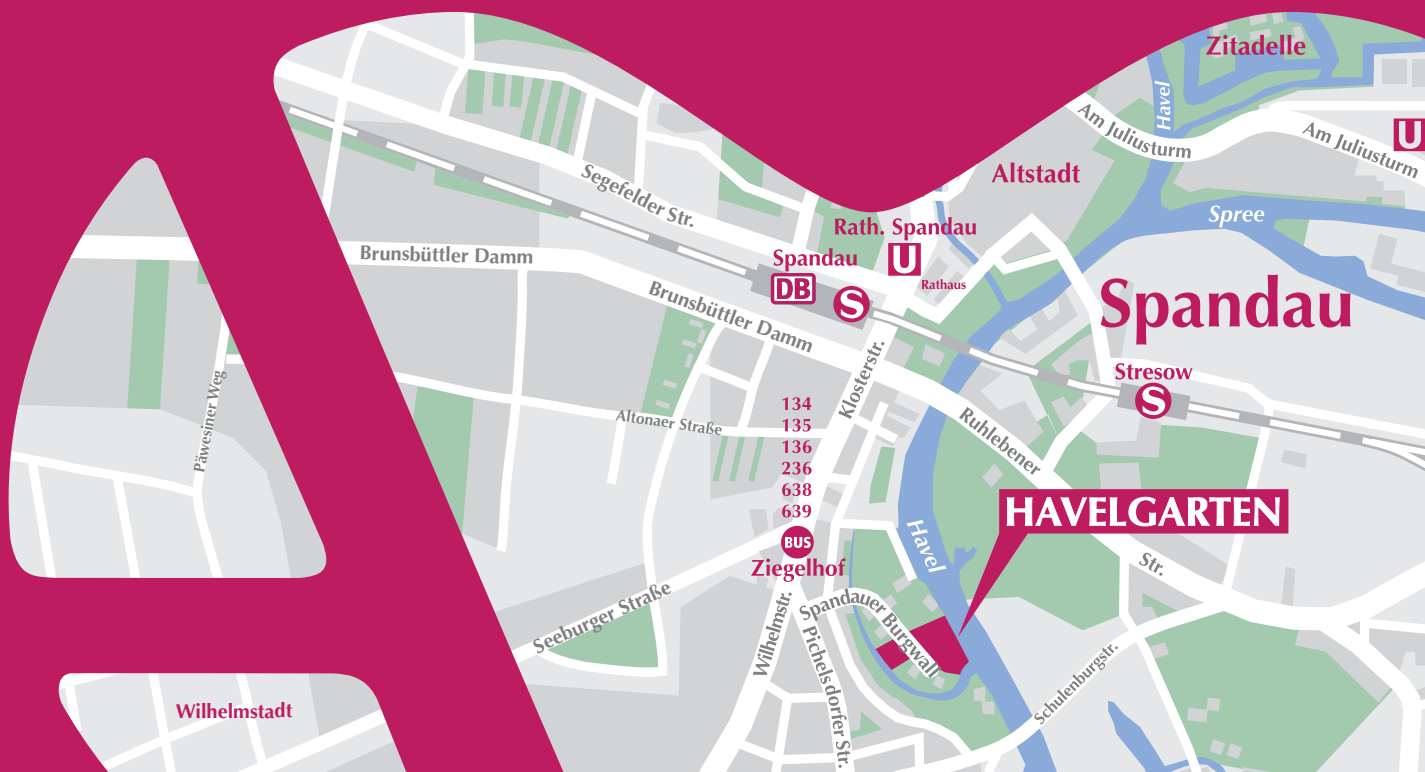 Zitadelle
Havel
Am Juliusturm
Am Juliusturm
U
Altstadt
Segefelder Str.
Spree
Rath. Spandau
U
Brunsbüttler Damm
Spandau
DB
S
Rathaus
Brunsbüttler Damm
Spandau
Klosterstr.
Stresow
S
Päwesiner Weg
Altonaer Straße
134
135
136
236
638
639
BUS
Ziegelhof
Ruhlebener
Str.
HAVELGARTEN
Havel
Seeburger Straße
Wilhelmstr.
Spandauer Burgwall
Pichelsdorfer Str.
Schulenburgstr.
Wilhelmstadt